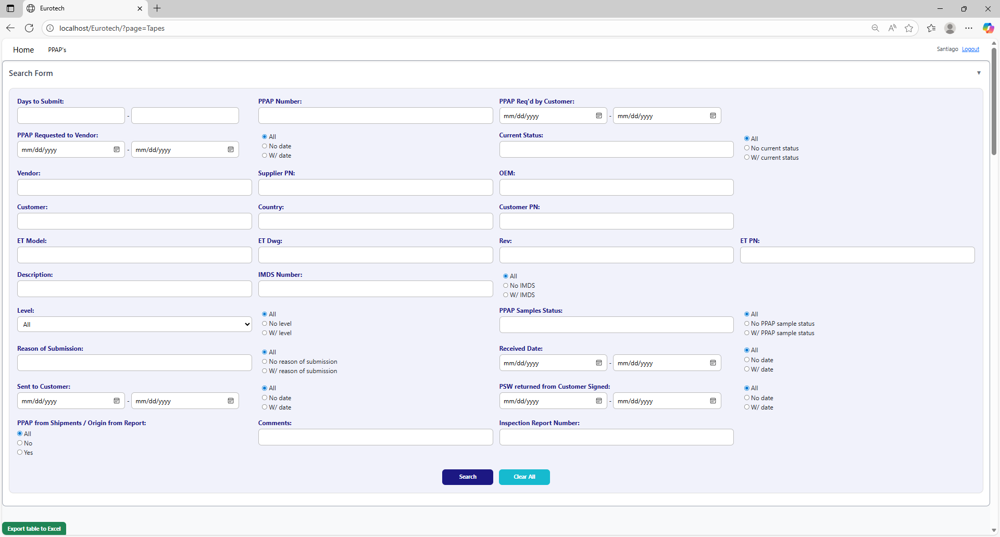 Eurotech
localhost/Eurotech/?page=Tapes
Home PPAP's Santiago Logout
Search Form
Days to Submit: PPAP Number: PPAP Req'd by Customer:
- mm/dd/yyyy - mm/dd/yyyy
PPAP Requested to Vendor: All Current Status: All
mm/dd/yyyy - mm/dd/yyyy No date No current status
W/ date W/ current status
Vendor: Supplier PN: OEM:
Customer: Country: Customer PN:
ET Model: ET Dwg: Rev: ET PN:
Description: IMDS Number: All
No IMDS
W/ IMDS
Level: All PPAP Samples Status: All
All No level No PPAP sample status
W/ level W/ PPAP sample status
Reason of Submission: All Received Date: All
No reason of submission mm/dd/yyyy - mm/dd/yyyy No date
W/ reason of submission W/ date
Sent to Customer: All PSW returned from Customer Signed: All
mm/dd/yyyy - mm/dd/yyyy No date mm/dd/yyyy - mm/dd/yyyy No date
W/ date W/ date
PPAP from Shipments / Origin from Report: Comments: Inspection Report Number:
All
No
Yes
Search Clear All
Export table to Excel